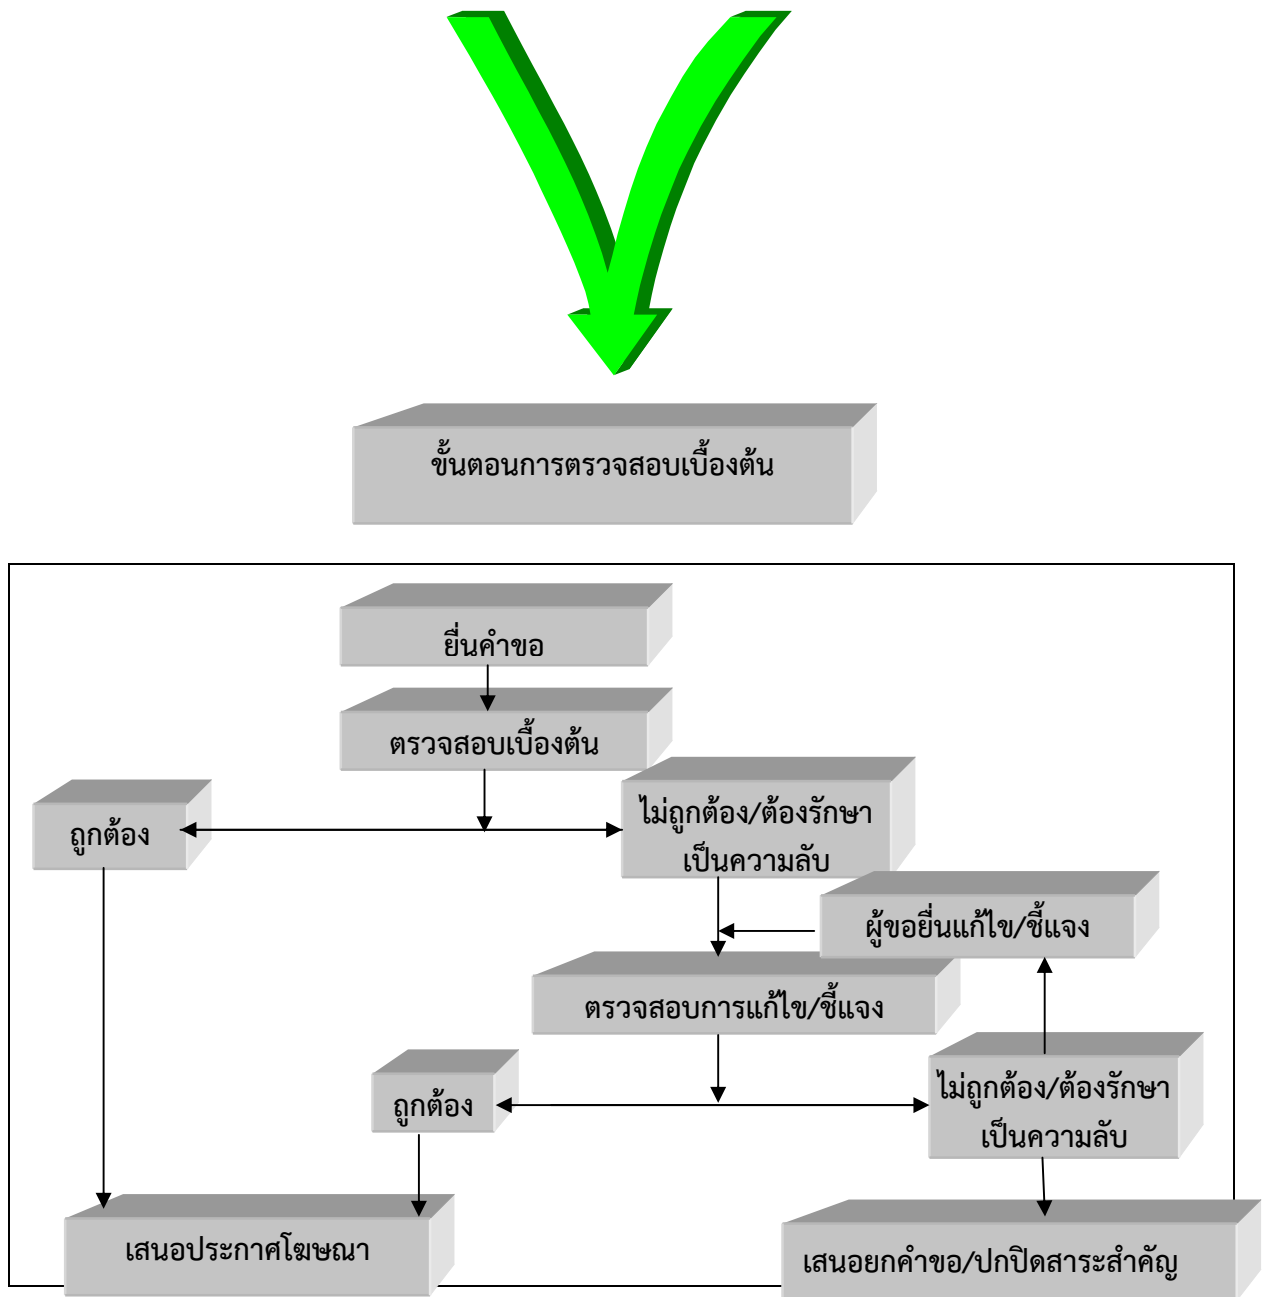 ขั้นตอนการตรวจสอบเบื้องต้น
ยื่นคำขอ
ตรวจสอบเบื้องต้น
ถูกต้อง
ไม่ถูกต้อง/ต้องรักษา
เป็นความลับ
ผู้ขอยื่นแก้ไข/ชี้แจง
ตรวจสอบการแก้ไข/ชี้แจง
ถูกต้อง
ไม่ถูกต้อง/ต้องรักษา
เป็นความลับ
เสนอประกาศโฆษณา
เสนอยกคำขอ/ปกปิดสาระสำคัญ